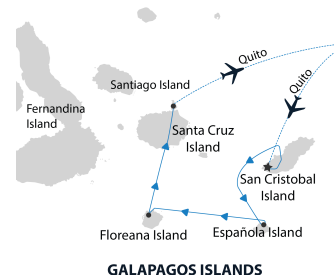 Quito
Quito
Santiago Island
Fernandina
Island
Santa Cruz
Island
San Cristobal
Island
Floreana Island
Española Island
GALAPAGOS ISLANDS